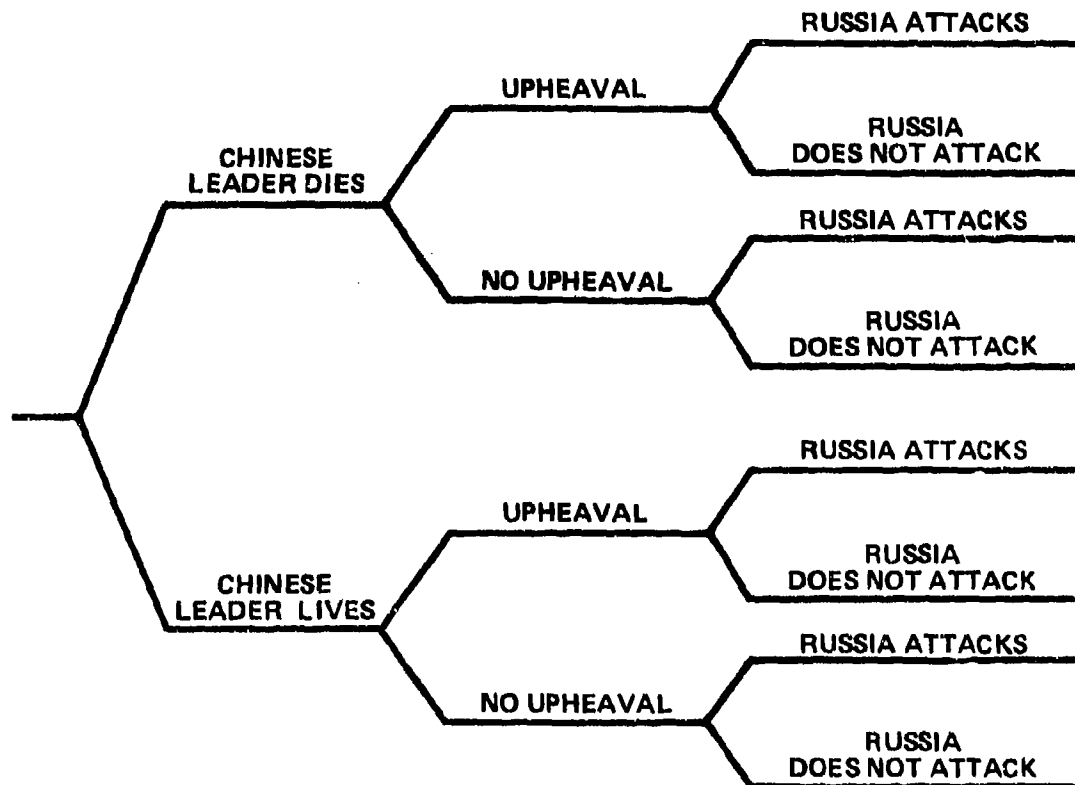 RUSSIA ATTACKS
UPHEAVAL
RUSSIA
DOES NOT ATTACK
CHINESE
LEADER DIES
RUSSIA ATTACKS
NO UPHEAVAL
RUSSIA
DOES NOT ATTACK
RUSSIA ATTACKS
UPHEAVAL
RUSSIA
DOES NOT ATTACK
CHINESE
LEADER LIVES
RUSSIA ATTACKS
NO UPHEAVAL
RUSSIA
DOES NOT ATTACK